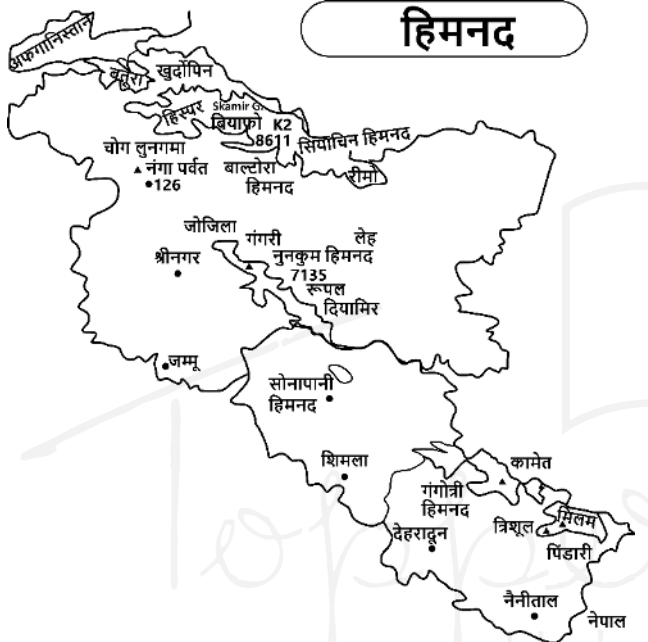 हिमनद
अफगानिस्तान
बतुरा
खुर्दोपिन
हिस्पर
Skamir G.
बियाफो
K2
8611
सियाचिन हिमनद
चोग लुनगमा
नंगा पर्वत
126
बाल्टोरा
हिमनद
रीमो
जोजिला
गंगरी
लेह
श्रीनगर
नुनकुम हिमनद
7135
रूपल
दियामिर
जम्मू
सोनापानी
हिमनद
शिमला
कामेत
गंगोत्री
हिमनद
त्रिशूल
मिलम
देहरादून
पिंडारी
नैनीताल
नेपाल
Toppe